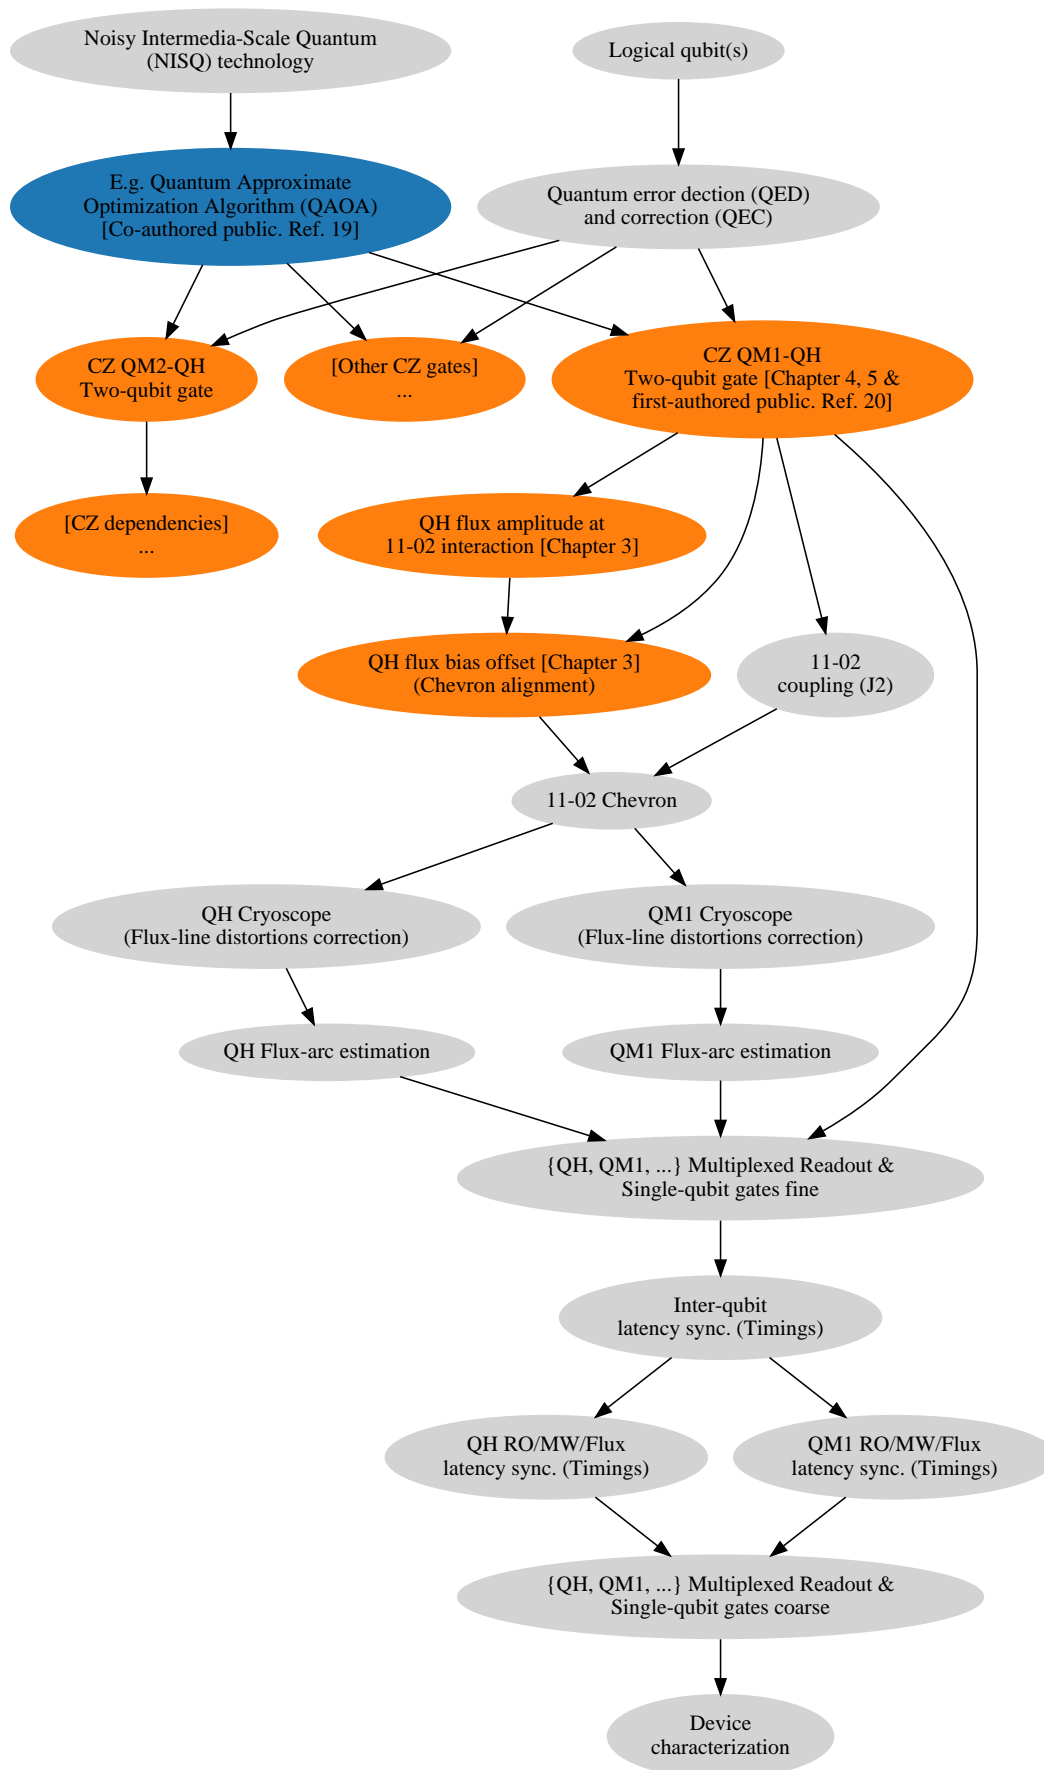 Noisy Intermedia-Scale Quantum
(NISQ) technology
Logical qubit(s)
E.g. Quantum Approximate
Optimization Algorithm (QAOA)
[Co-authored public. Ref. 19]
Quantum error dection (QED)
and correction (QEC)
CZ QM2-QH
Two-qubit gate
[Other CZ gates]
...
CZ QM1-QH
Two-qubit gate [Chapter 4, 5 &
first-authored public. Ref. 20]
[CZ dependencies]
...
QH flux amplitude at
11-02 interaction [Chapter 3]
QH flux bias offset [Chapter 3]
(Chevron alignment)
11-02
coupling (J2)
11-02 Chevron
QH Cryoscope
(Flux-line distortions correction)
QM1 Cryoscope
(Flux-line distortions correction)
QH Flux-arc estimation
QM1 Flux-arc estimation
{QH, QM1, ...} Multiplexed Readout &
Single-qubit gates fine
Inter-qubit
latency sync. (Timings)
QH RO/MW/Flux
latency sync. (Timings)
QM1 RO/MW/Flux
latency sync. (Timings)
{QH, QM1, ...} Multiplexed Readout &
Single-qubit gates coarse
Device
characterization